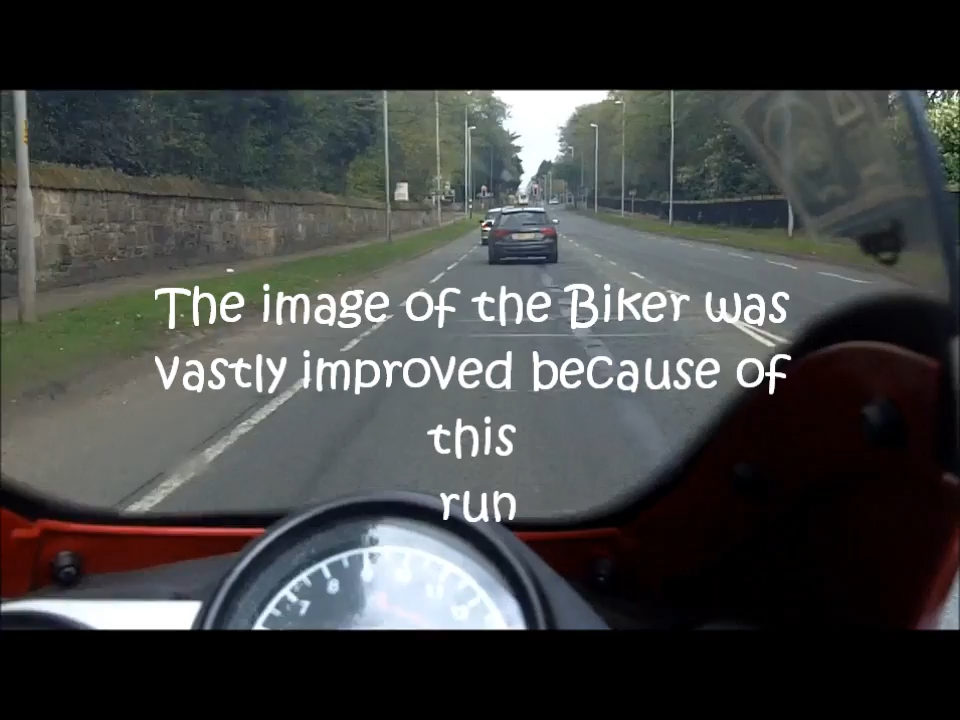 The image of the Biker was
vastly improved because of
this
run